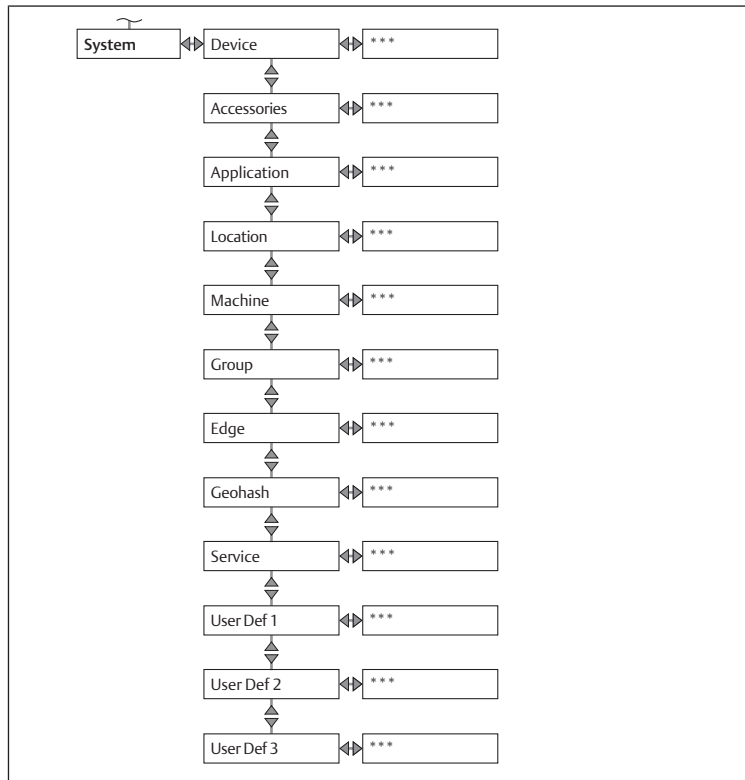 System Device ***
Accessories ***
Application ***
Location ***
Machine ***
Group ***
Edge ***
Geohash ***
Service ***
User Def 1 ***
User Def 2 ***
User Def 3 ***